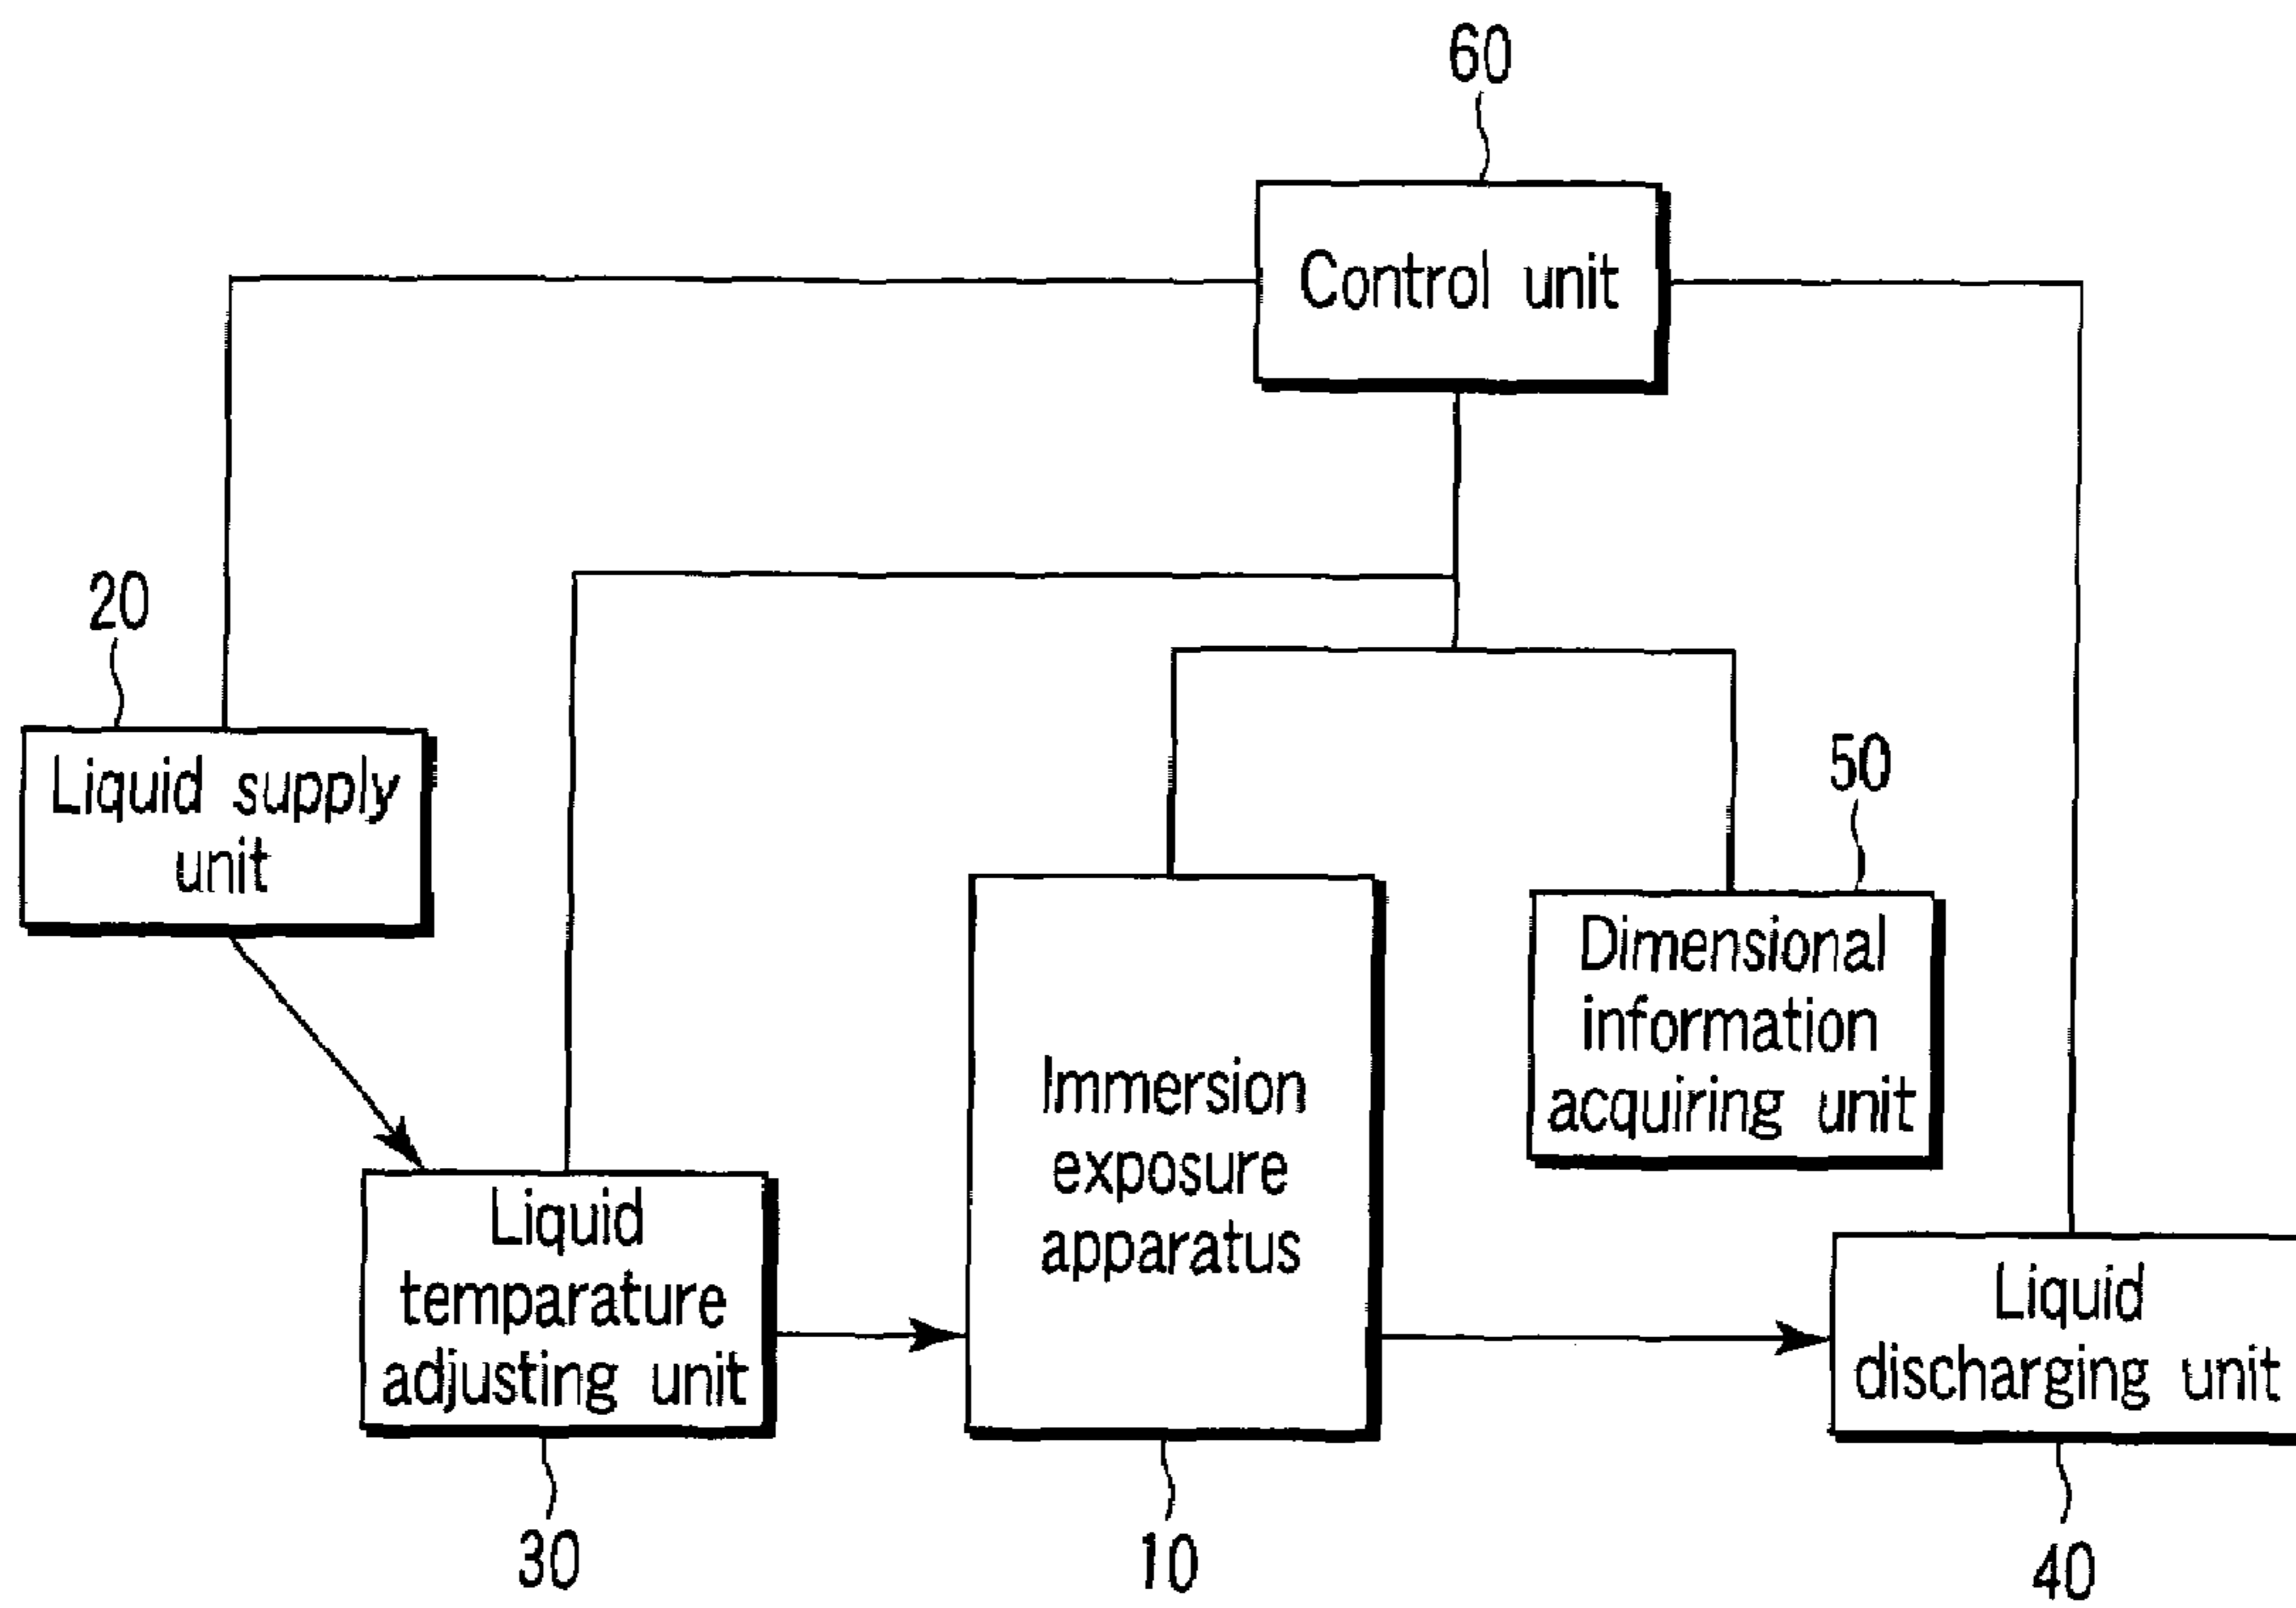 60
Control unit
20
Liquid supply
unit
50
Dimensional
information
acquiring unit
Immersion
exposure
apparatus
Liquid
temparature
adjusting unit
Liquid
discharging unit
30
10
40